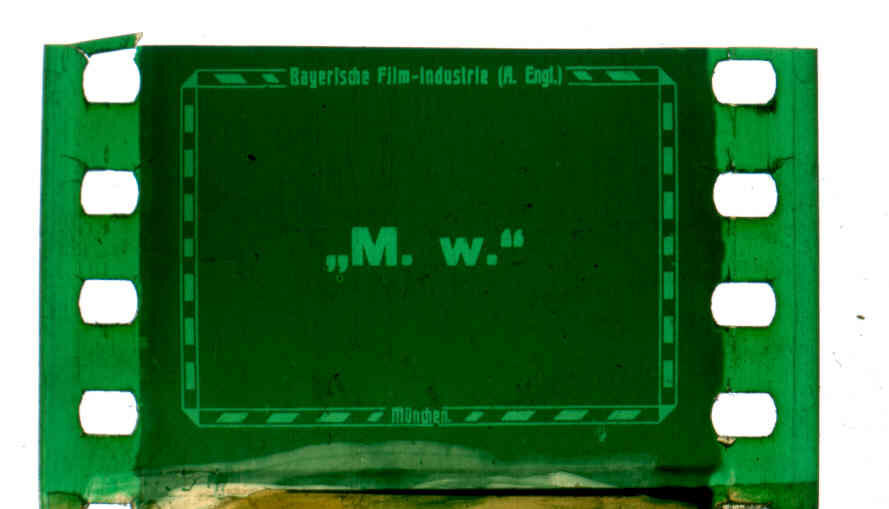 Bayerische Film-Industrie (A. Engl.)
„M. w.“
München.